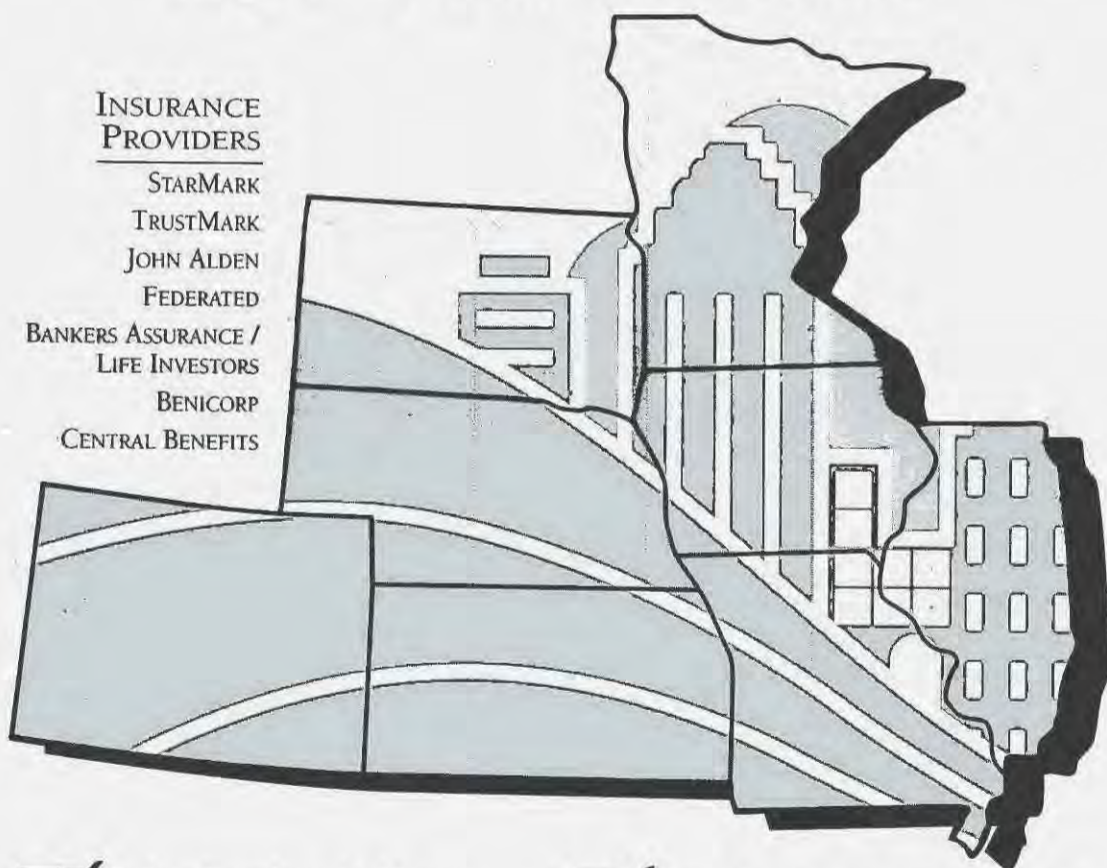 INSURANCE
PROVIDERS
STARMARK
TRUSTMARK
JOHN ALDEN
FEDERATED
BANKERS ASSURANCE /
LIFE INVESTORS
BENICORP
CENTRAL BENEFITS